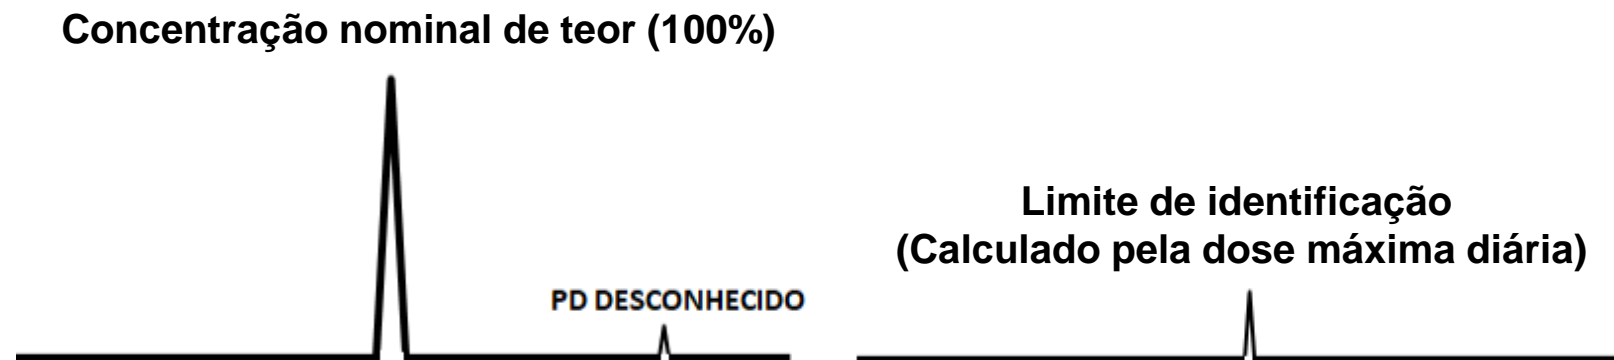 Concentração nominal de teor (100%)
Limite de identificação
(Calculado pela dose máxima diária)
PD DESCONHECIDO